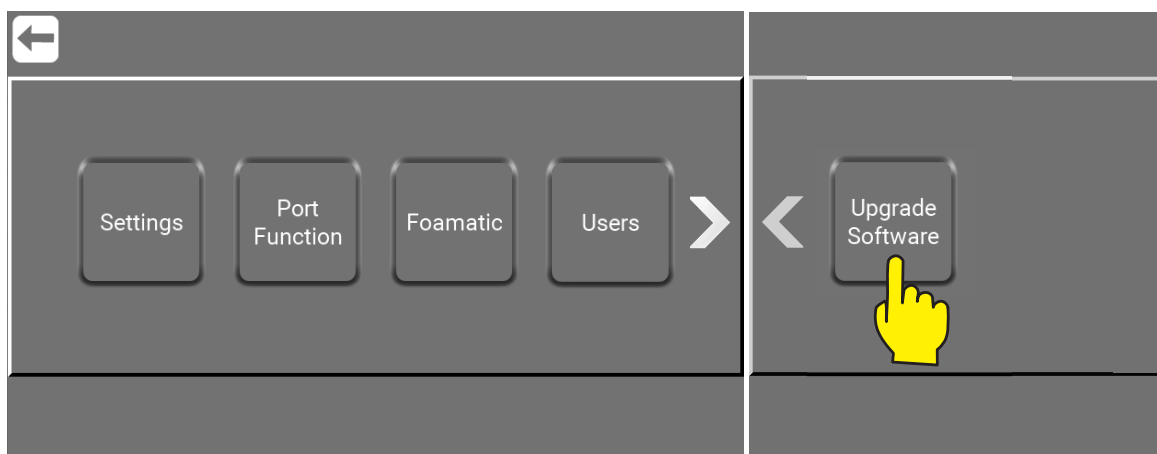 Settings
Port
Function
Foamatic
Users
Upgrade
Software